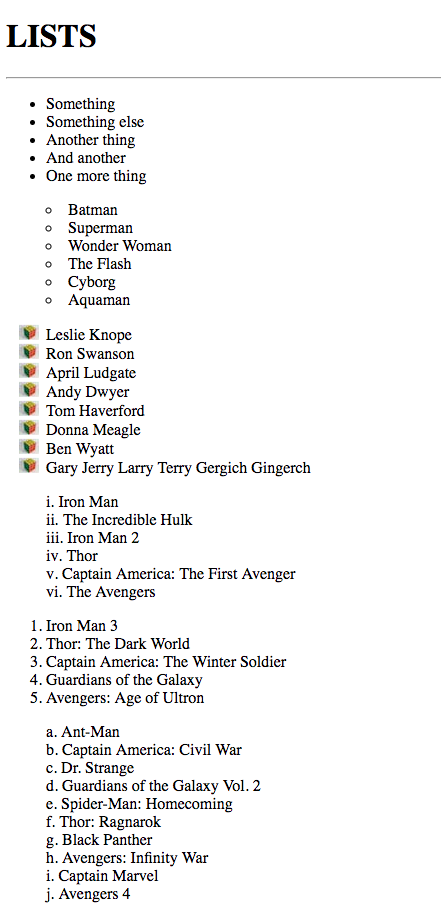 LISTS
Something
Something else
Another thing
And another
One more thing
Batman
Superman
Wonder Woman
The Flash
Cyborg
Aquaman
Leslie Knope
Ron Swanson
April Ludgate
Andy Dwyer
Tom Haverford
Donna Meagle
Ben Wyatt
Gary Jerry Larry Terry Gergich Gingerch
i. Iron Man
ii. The Incredible Hulk
iii. Iron Man 2
iv. Thor
v. Captain America: The First Avenger
vi. The Avengers
1. Iron Man 3
2. Thor: The Dark World
3. Captain America: The Winter Soldier
4. Guardians of the Galaxy
5. Avengers: Age of Ultron
a. Ant-Man
b. Captain America: Civil War
c. Dr. Strange
d. Guardians of the Galaxy Vol. 2
e. Spider-Man: Homecoming
f. Thor: Ragnarok
g. Black Panther
h. Avengers: Infinity War
i. Captain Marvel
j. Avengers 4